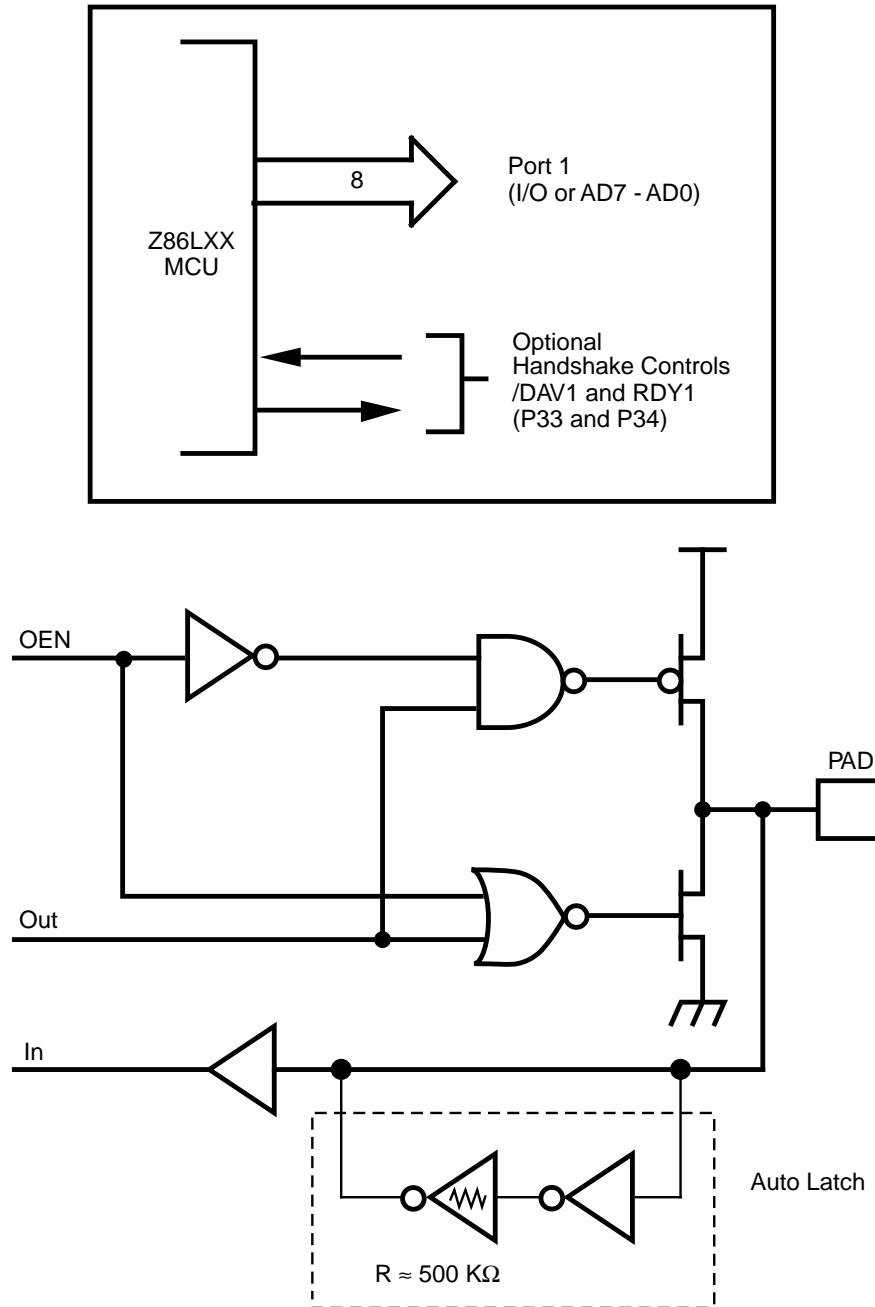 Z86LXX
MCU
8
Port 1
(I/O or AD7 - AD0)
Optional
Handshake Controls
/DAV1 and RDY1
(P33 and P34)
OEN
PAD
Out
In
Auto Latch
R ≈ 500 KΩ